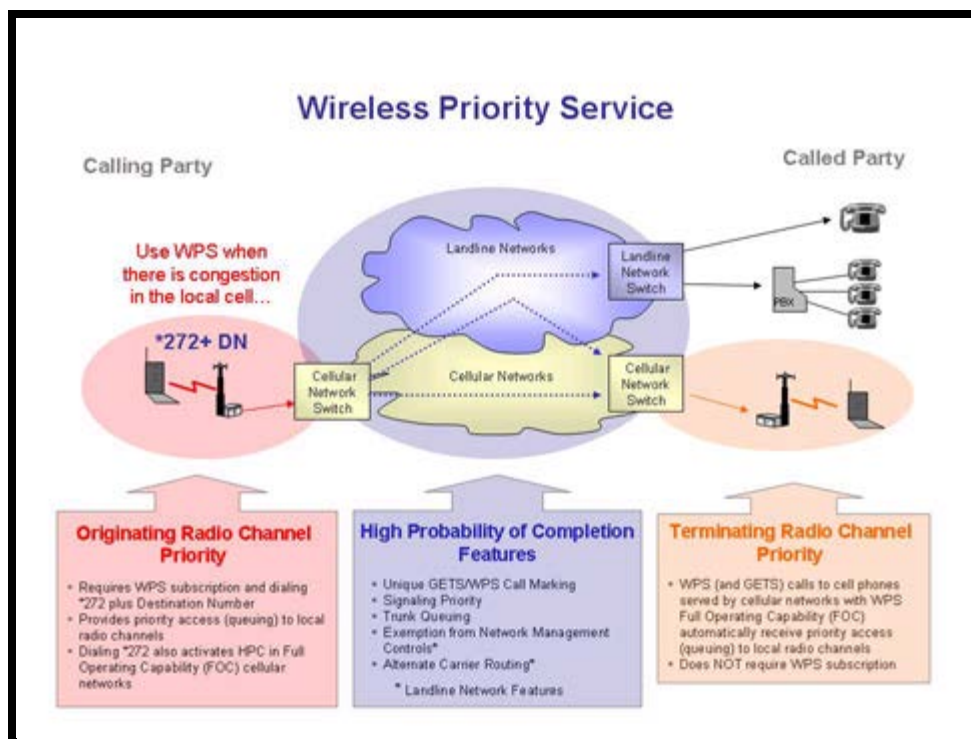 Wireless Priority Service
Calling Party
Called Party
Use WPS when
there is congestion
in the local cell…
*272+ DN
Landline Networks
Landline
Network
Switch
PBX
Cellular
Network
Switch
Cellular Networks
Cellular
Network
Switch
Originating Radio Channel
Priority
• Requires WPS subscription and dialing
*272 plus Destination Number
• Provides priority access (queuing) to local
radio channels
• Dialing *272 also activates HPC in Full
Operating Capability (FOC) cellular
networks
High Probability of Completion
Features
• Unique GETS/WPS Call Marking
• Signaling Priority
• Trunk Queuing
• Exemption from Network Management
Controls*
• Alternate Carrier Routing*
* Landline Network Features
Terminating Radio Channel
Priority
• WPS (and GETS) calls to cell phones
served by cellular networks with WPS
Full Operating Capability (FOC)
automatically receive priority access
(queuing) to local radio channels
• Does NOT require WPS subscription